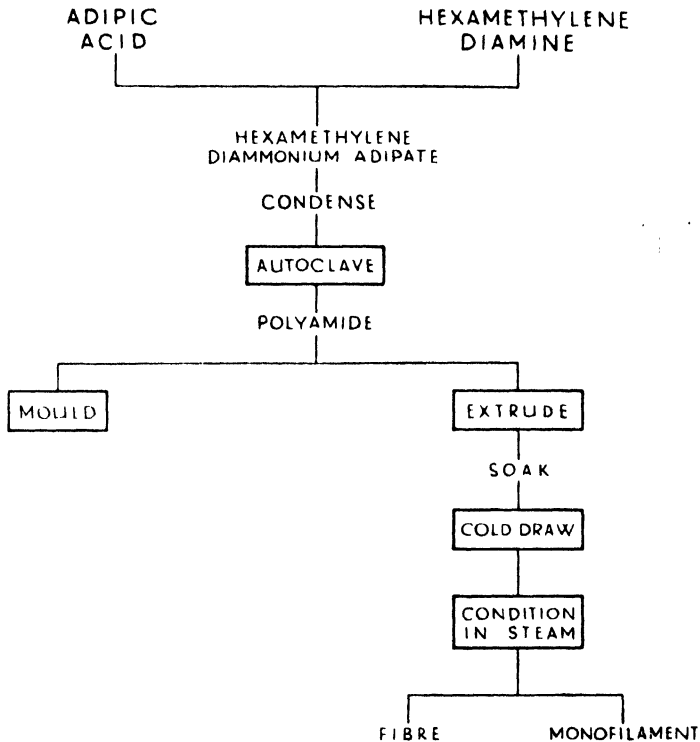 ADIPIC
ACID
HEXAMETHYLENE
DIAMINE
HEXAMETHYLENE
DIAMMONIUM ADIPATE
CONDENSE
AUTOCLAVE
POLYAMIDE
MOULD
EXTRUDE
SOAK
COLD DRAW
CONDITION
IN STEAM
FIBRE
MONOFILAMENT